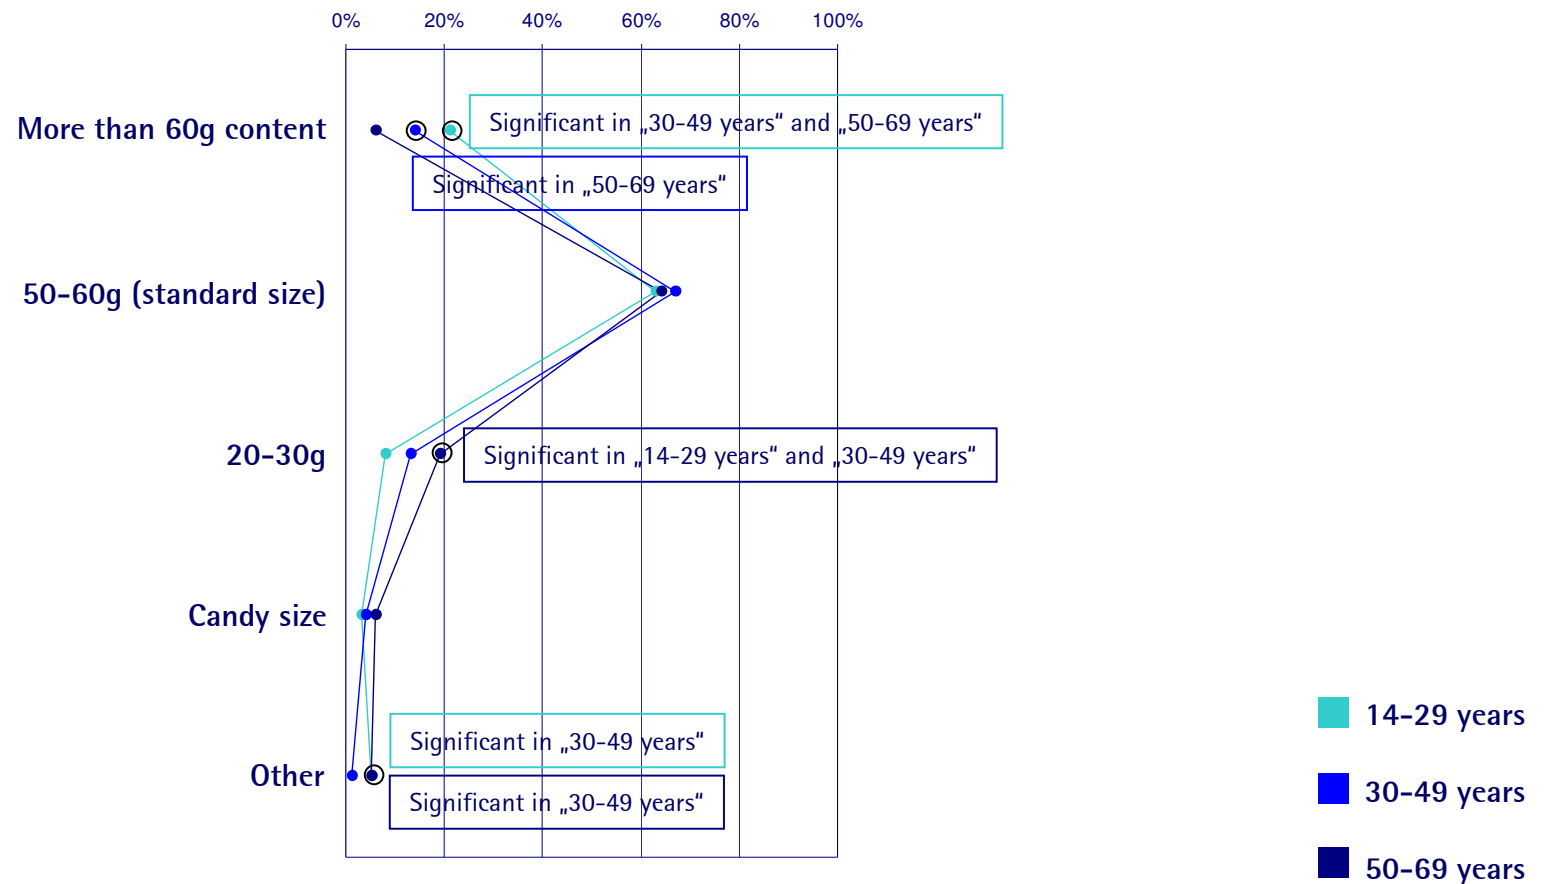 0% 20% 40% 60% 80% 100%
More than 60g content
Significant in „30-49 years“ and „50-69 years“
Significant in „50-69 years“
50-60g (standard size)
20-30g
Significant in „14-29 years“ and „30-49 years“
Candy size
Significant in „30-49 years“
Other
Significant in „30-49 years“
14-29 years
30-49 years
50-69 years